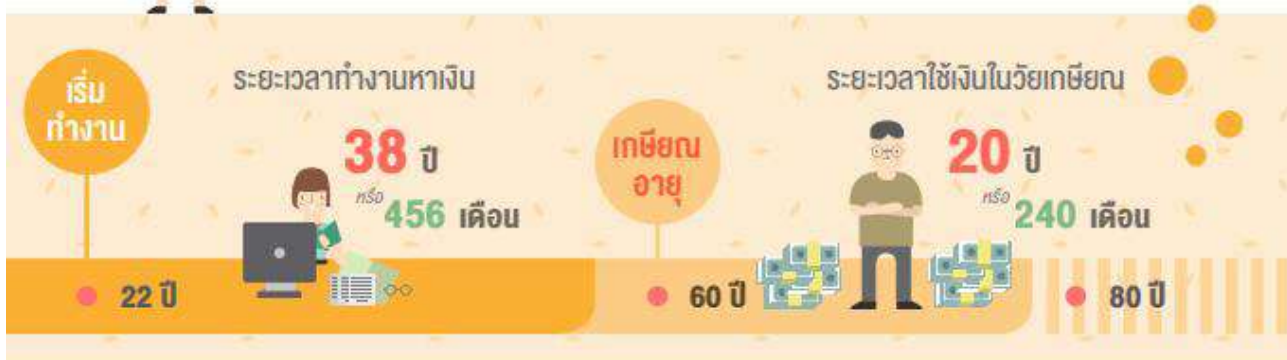 เริ่ม
ทำงาน
ระยะเวลาทำงานหาเงิน
38 ปี
หรือ 456 เดือน
เกษียณ
อายุ
ระยะเวลาใช้เงินในวัยเกษียณ
20 ปี
หรือ 240 เดือน
22 ปี
60 ปี
80 ปี